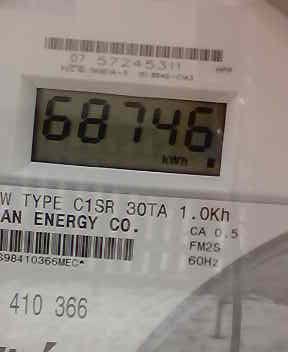 07 57245311
68746
kWh
W TYPE C1SR 30TA 1.0Kh
AN ENERGY CO.
CA 0.5
FM2S
60Hz
398410366MEC
410 366